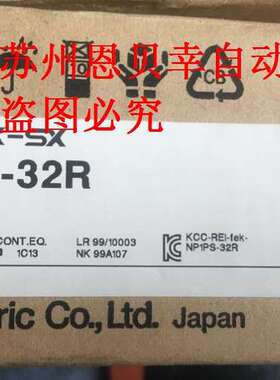 苏州恩贝幸自动
盗图必究
-SX
-32R
CONT.EQ.
1C13
LR 99/10003
NK 99A107
KCC-REI-fek-
NP1PS-32R
ric Co., Ltd. Japan